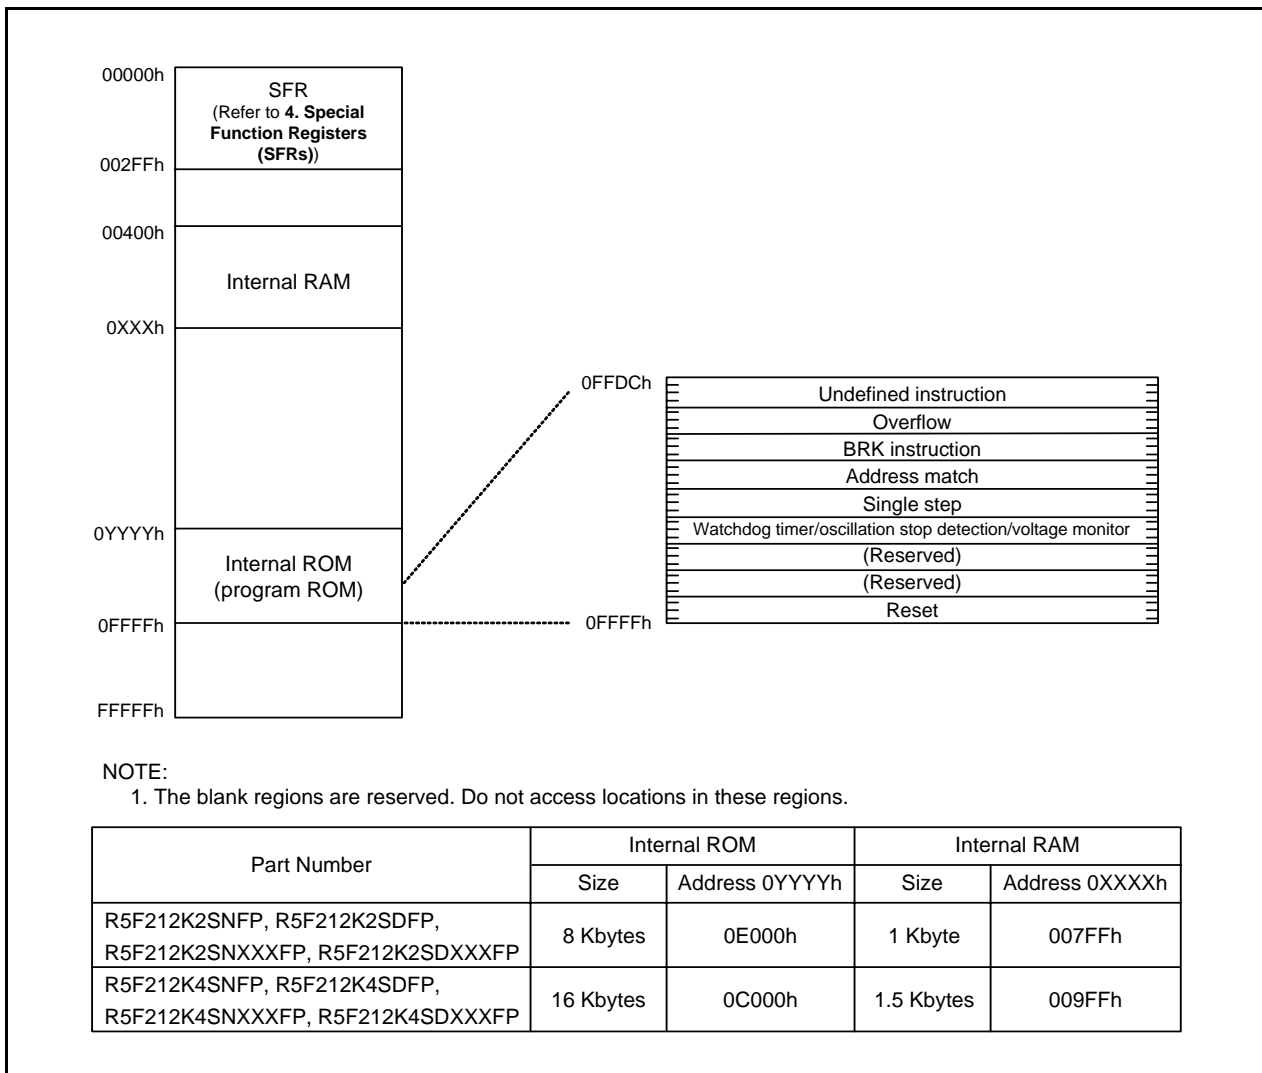 00000h
SFR
(Refer to 4. Special
Function Registers
(SFRs))
002FFh
00400h
Internal RAM
0XXXh
0YYYYh
Internal ROM
(program ROM)
0FFFFh
FFFFFh
0FFDCh
Undefined instruction
Overflow
BRK instruction
Address match
Single step
Watchdog timer/oscillation stop detection/voltage monitor
(Reserved)
(Reserved)
Reset
0FFFFh
NOTE:
1. The blank regions are reserved. Do not access locations in these regions.
Part Number
Internal ROM
Internal RAM
Size
Address 0YYYYh
Size
Address 0XXXXh
R5F212K2SNFP, R5F212K2SDFP,
R5F212K2SNXXXFP, R5F212K2SDXXXFP
8 Kbytes
0E000h
1 Kbyte
007FFh
R5F212K4SNFP, R5F212K4SDFP,
R5F212K4SNXXXFP, R5F212K4SDXXXFP
16 Kbytes
0C000h
1.5 Kbytes
009FFh